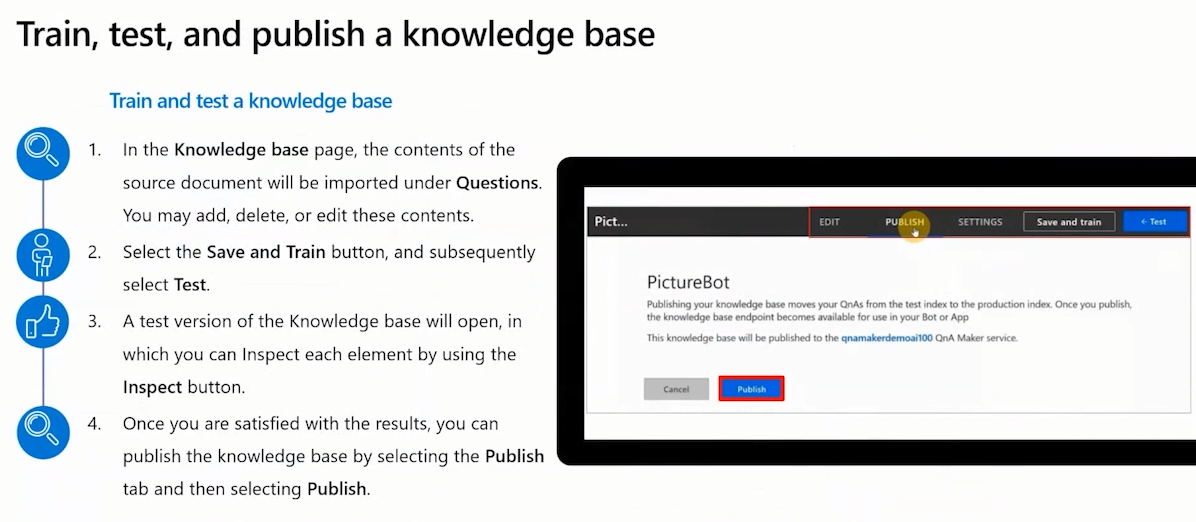 Train, test, and publish a knowledge base
Train and test a knowledge base
1. In the Knowledge base page, the contents of the
source document will be imported under Questions.
You may add, delete, or edit these contents.
2. Select the Save and Train button, and subsequently
select Test.
3. A test version of the Knowledge base will open, in
which you can Inspect each element by using the
Inspect button.
4. Once you are satisfied with the results, you can
publish the knowledge base by selecting the Publish
tab and then selecting Publish.
Pict... EDIT PUBLISH SETTINGS Save and train ← Test
PictureBot
Publishing your knowledge base moves your QnAs from the test index to the production index. Once you publish,
the knowledge base endpoint becomes available for use in your Bot or App
This knowledge base will be published to the qnamakerdemoai100 QnA Maker service.
Cancel Publish